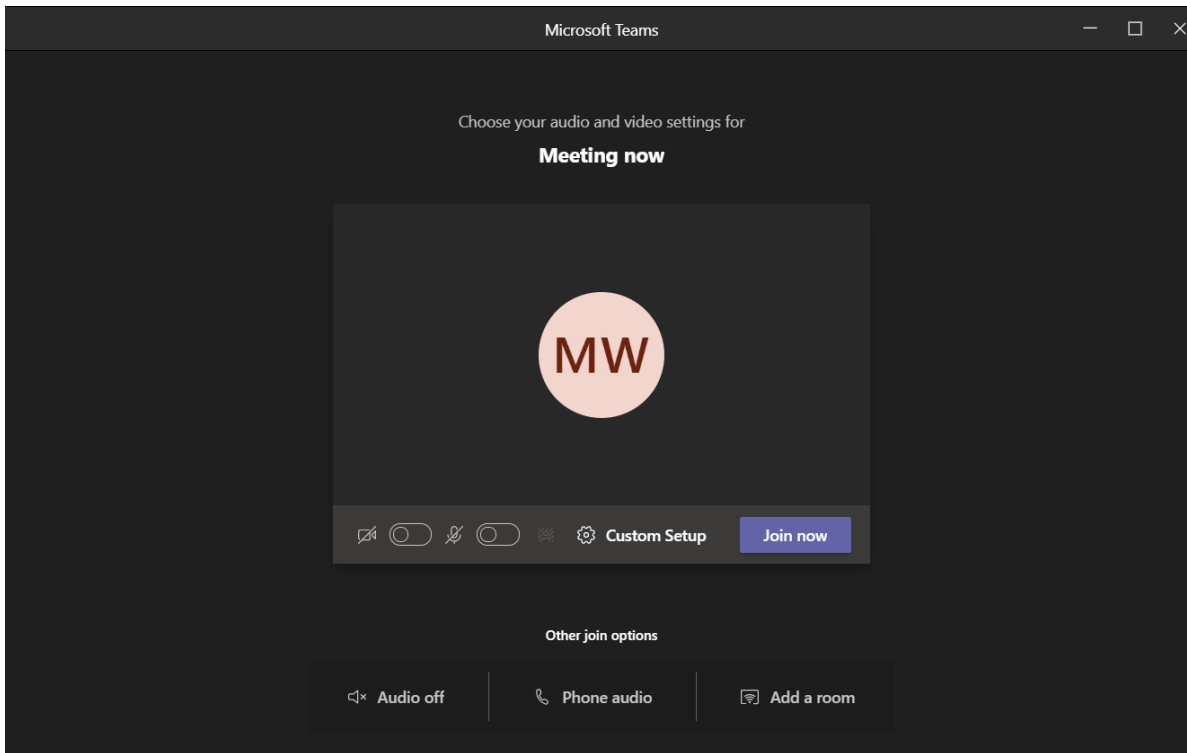 Microsoft Teams
Choose your audio and video settings for
Meeting now
MW
Custom Setup
Join now
Other join options
Audio off
Phone audio
Add a room